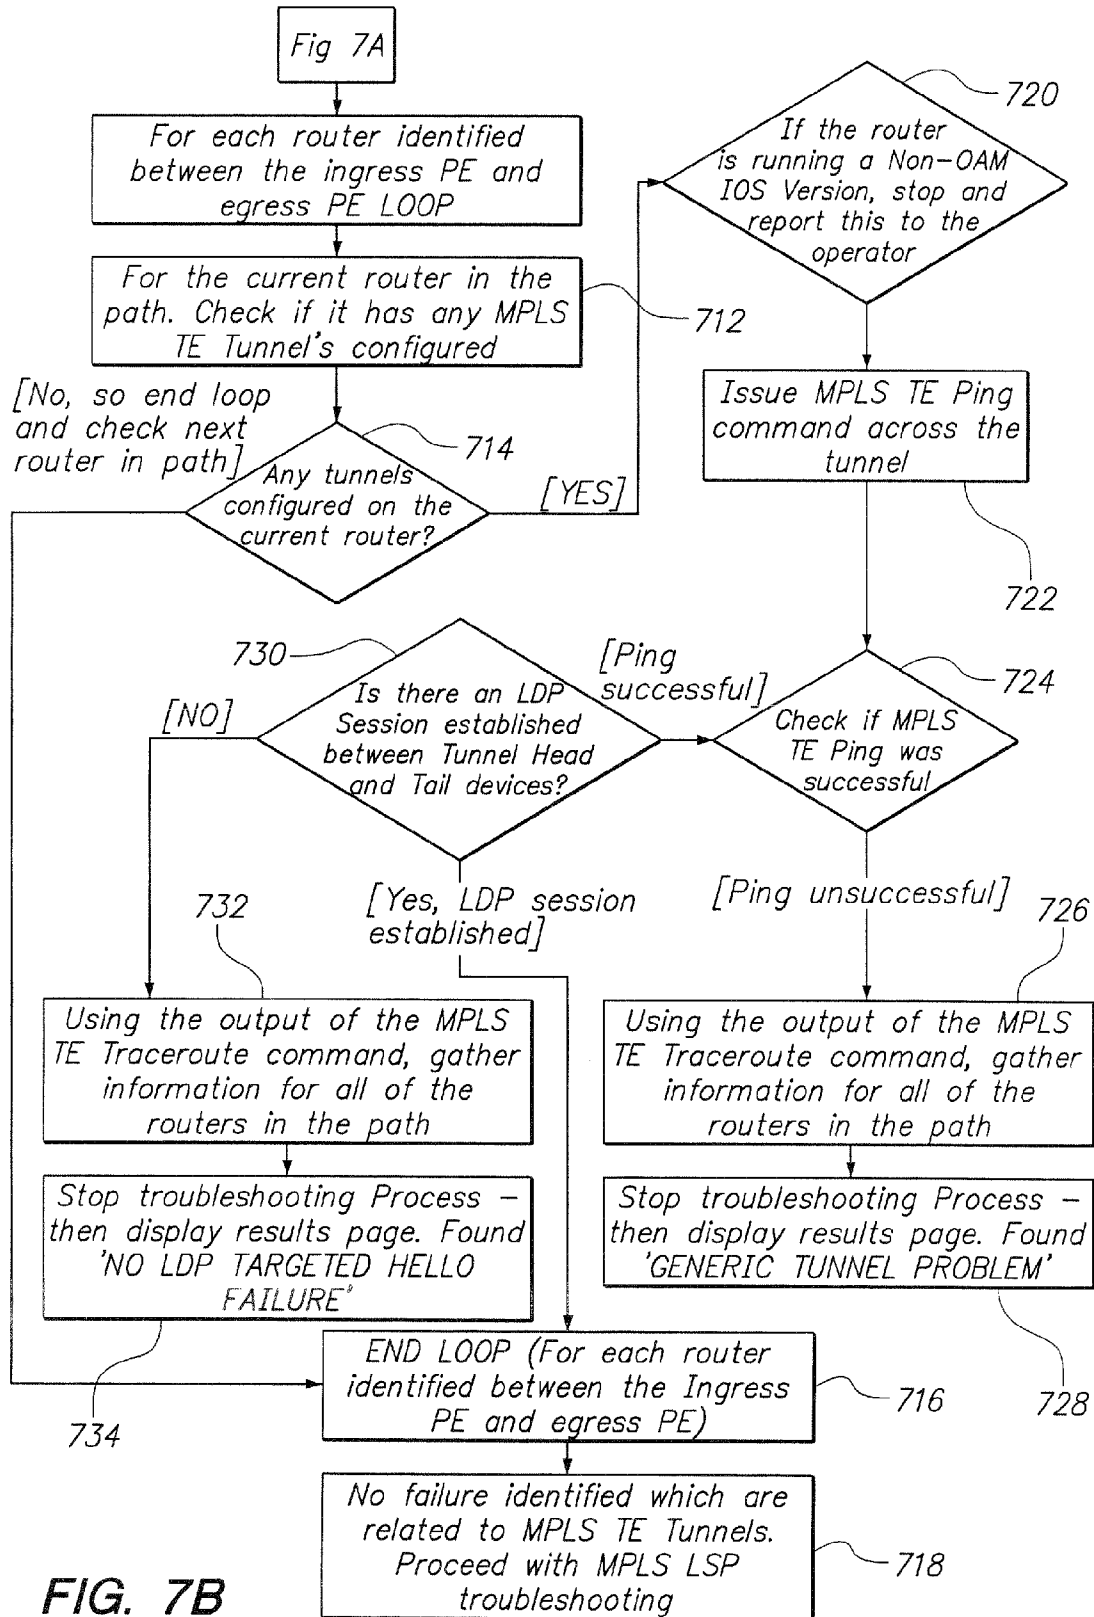 Fig 7A
For each router identified
between the ingress PE and
egress PE LOOP
For the current router in the
path. Check if it has any MPLS
TE Tunnel's configured
712
[No, so end loop
and check next
router in path]
714
Any tunnels
configured on the
current router?
[YES]
720
If the router
is running a Non-OAM
IOS Version, stop and
report this to the
operator
Issue MPLS TE Ping
command across the
tunnel
722
730
Is there an LDP
Session established
between Tunnel Head
and Tail devices?
[NO]
[Ping
successful]
724
Check if MPLS
TE Ping was
successful
[Yes, LDP session
established]
[Ping unsuccessful]
732
Using the output of the MPLS
TE Traceroute command, gather
information for all of the
routers in the path
726
Using the output of the MPLS
TE Traceroute command, gather
information for all of the
routers in the path
Stop troubleshooting Process –
then display results page. Found
'NO LDP TARGETED HELLO
FAILURE'
734
Stop troubleshooting Process –
then display results page. Found
'GENERIC TUNNEL PROBLEM'
728
END LOOP (For each router
identified between the Ingress
PE and egress PE)
716
No failure identified which are
related to MPLS TE Tunnels.
Proceed with MPLS LSP
troubleshooting
718
FIG. 7B